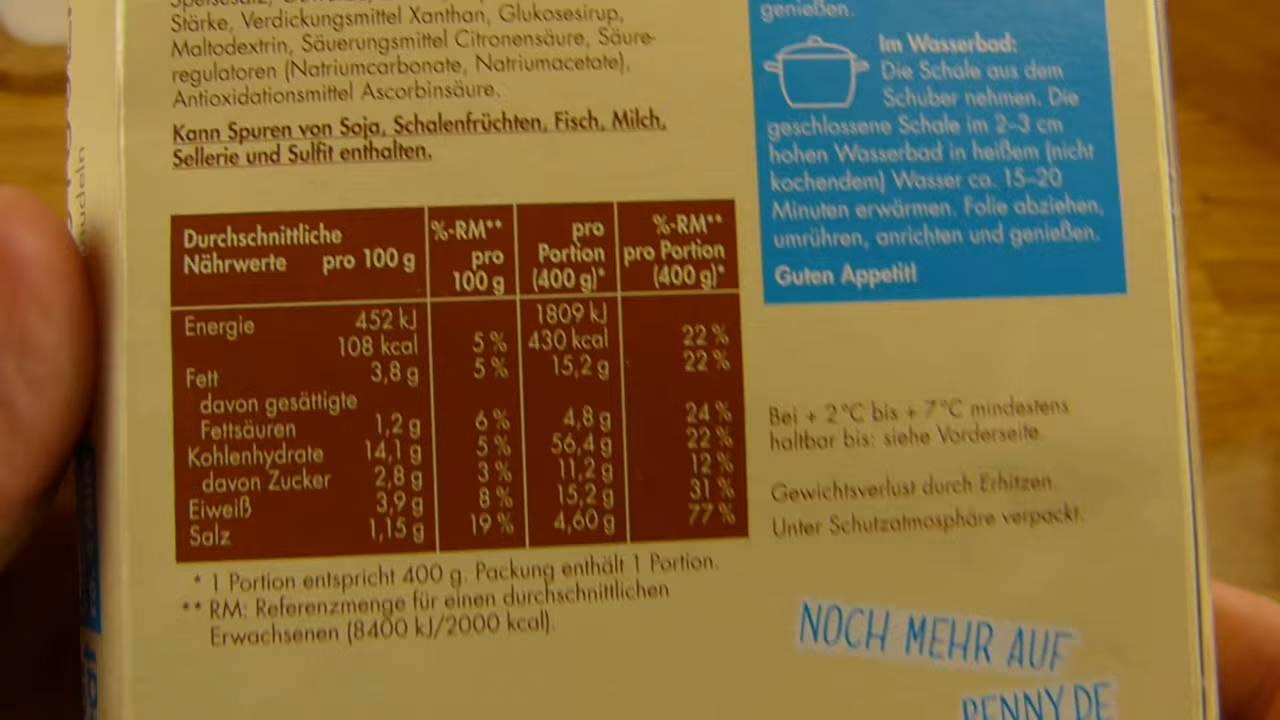 Stärke, Verdickungsmittel Xanthan, Glukosesirup,
Maltodextrin, Säuerungsmittel Citronensäure, Säure-
regulatoren (Natriumcarbonate, Natriumacetate),
Antioxidationsmittel Ascorbinsäure.
Kann Spuren von Soja, Schalenfrüchten, Fisch, Milch,
Sellerie und Sulfit enthalten.
Durchschnittliche Nährwerte pro 100 g %-RM** pro 100 g pro Portion (400 g)* %-RM** pro Portion (400 g)*
Energie 452 kJ 1809 kJ
108 kcal 5 % 430 kcal 22 %
Fett 3,8 g 5 % 15,2 g 22 %
davon gesättigte
Fettsäuren 1,2 g 6 % 4,8 g 24 %
Kohlenhydrate 14,1 g 5 % 56,4 g 22 %
davon Zucker 2,8 g 3 % 11,2 g 12 %
Eiweiß 3,9 g 8 % 15,2 g 31 %
Salz 1,15 g 19 % 4,60 g 77 %
* 1 Portion entspricht 400 g. Packung enthält 1 Portion.
** RM: Referenzmenge für einen durchschnittlichen
Erwachsenen (8400 kJ/2000 kcal).
genießen.
Im Wasserbad:
Die Schale aus dem
Schuber nehmen. Die
geschlossene Schale im 2-3 cm
hohen Wasserbad in heißem (nicht
kochendem) Wasser ca. 15-20
Minuten erwärmen. Folie abziehen,
umrühren, anrichten und genießen.
Guten Appetit!
Bei + 2°C bis + 7°C mindestens
haltbar bis: siehe Vorderseite.
Gewichtsverlust durch Erhitzen.
Unter Schutzatmosphäre verpackt.
NOCH MEHR AUF
PENNY.DE